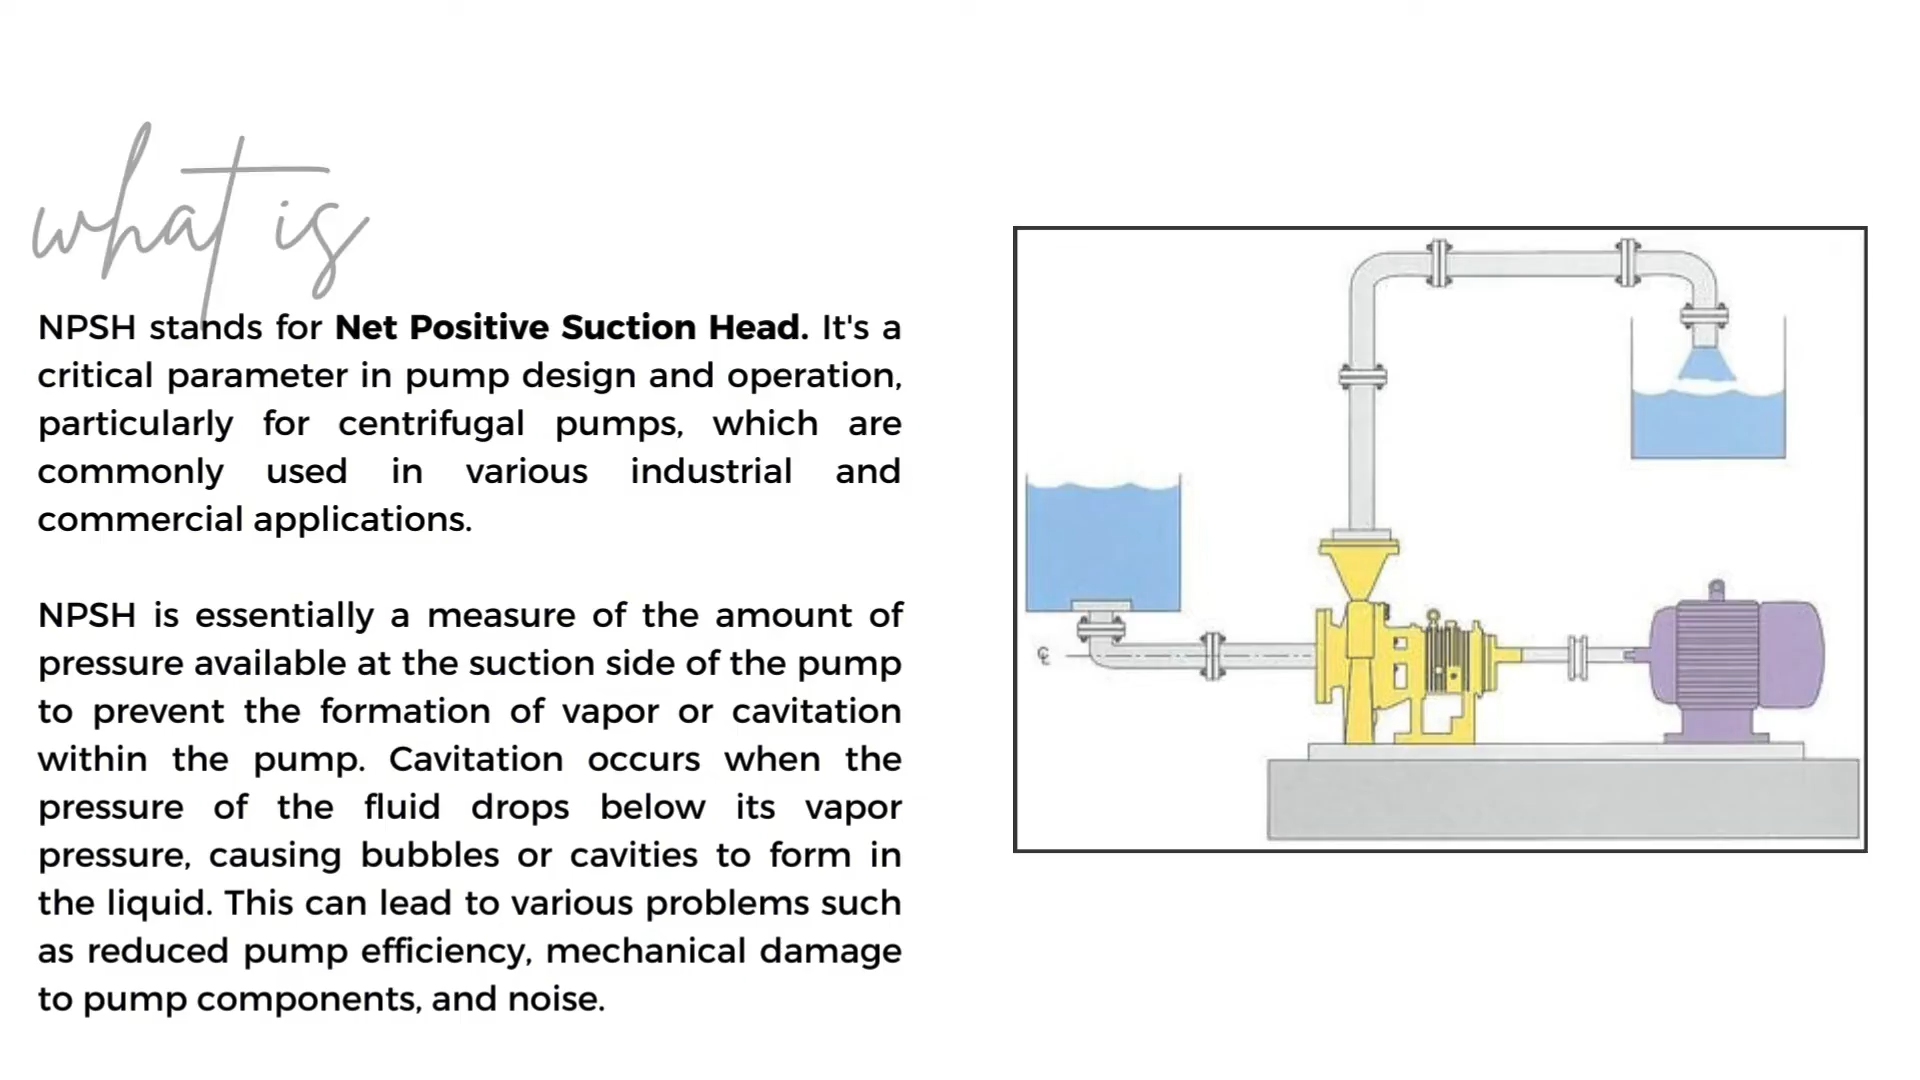 what is
NPSH stands for Net Positive Suction Head. It's a
critical parameter in pump design and operation,
particularly for centrifugal pumps, which are
commonly used in various industrial and
commercial applications.
NPSH is essentially a measure of the amount of
pressure available at the suction side of the pump
to prevent the formation of vapor or cavitation
within the pump. Cavitation occurs when the
pressure of the fluid drops below its vapor
pressure, causing bubbles or cavities to form in
the liquid. This can lead to various problems such
as reduced pump efficiency, mechanical damage
to pump components, and noise.
℄